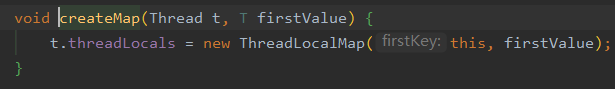 void createMap(Thread t, T firstValue) {
t.threadLocals = new ThreadLocalMap( firstKey: this, firstValue);
}